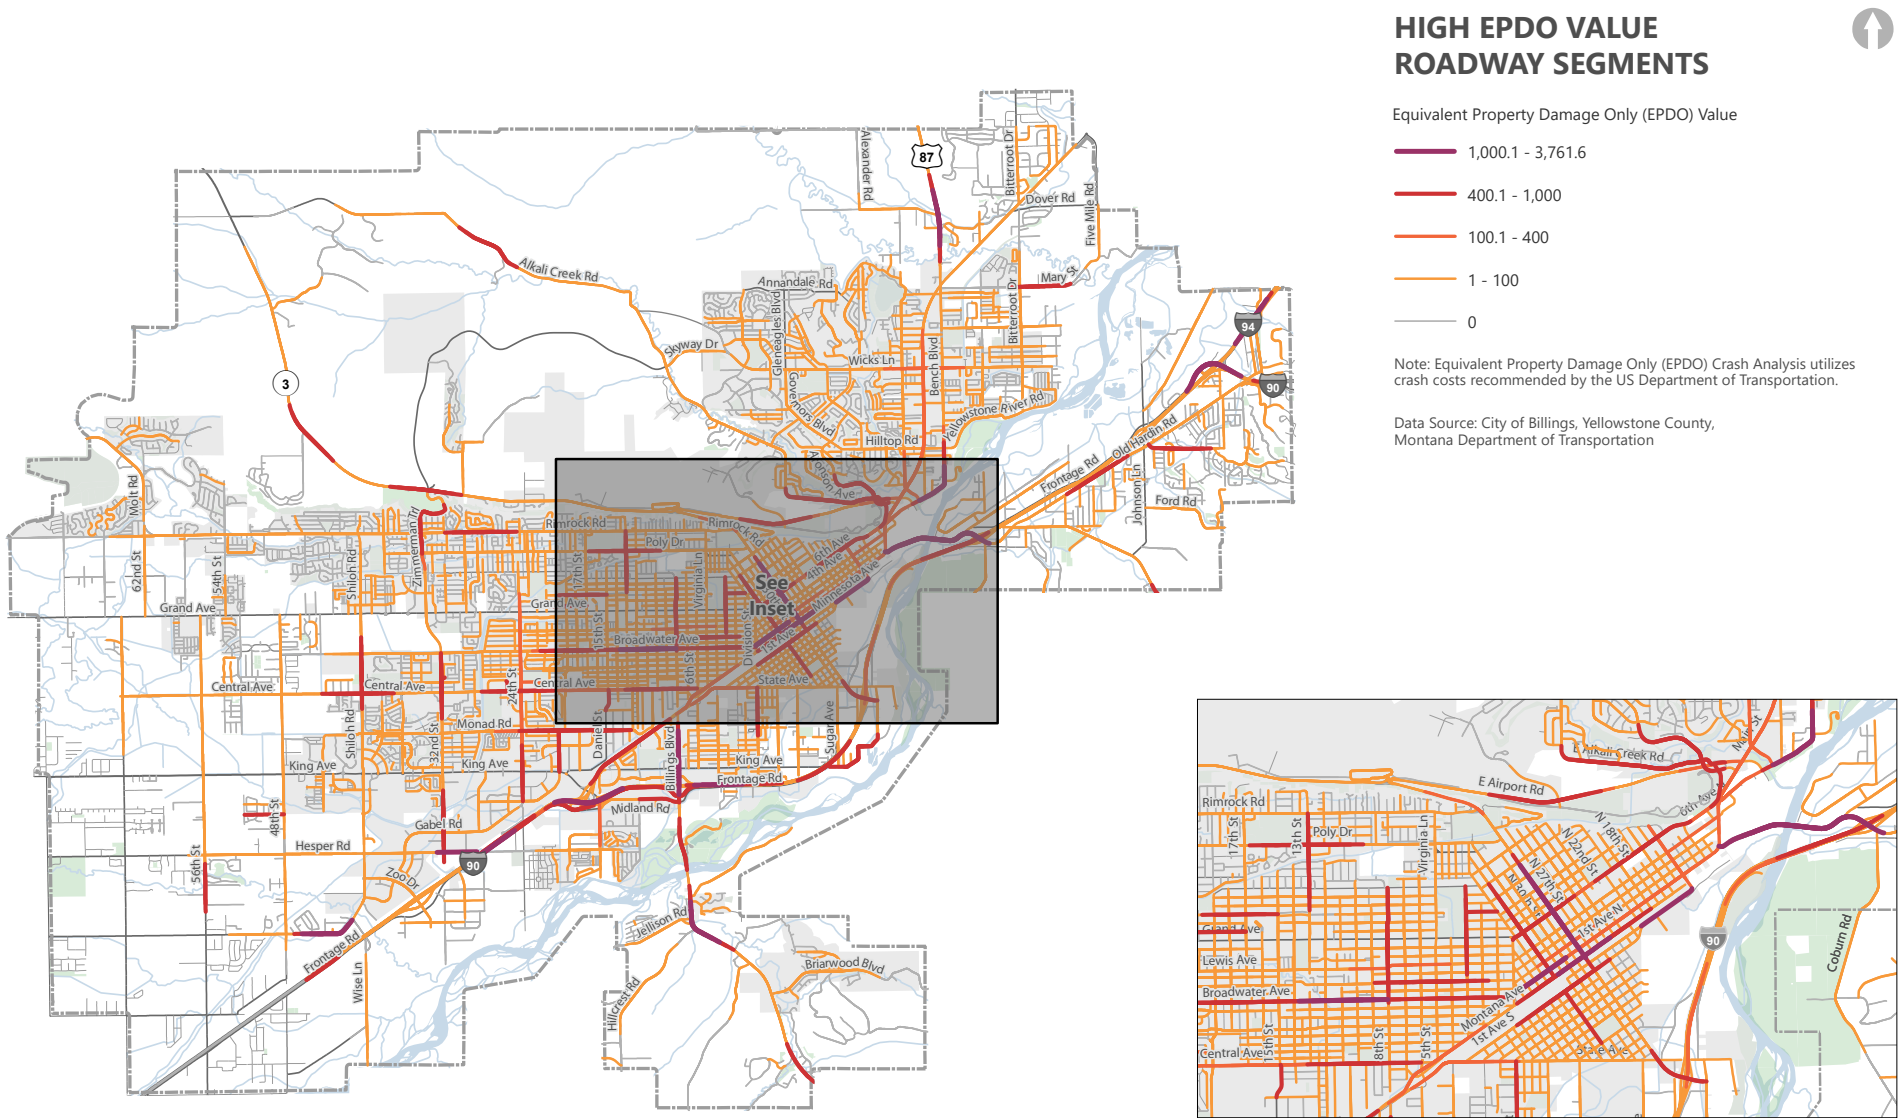 HIGH EPDO VALUE
ROADWAY SEGMENTS
Equivalent Property Damage Only (EPDO) Value
1,000.1 - 3,761.6
400.1 - 1,000
100.1 - 400
1 - 100
0
Note: Equivalent Property Damage Only (EPDO) Crash Analysis utilizes
crash costs recommended by the US Department of Transportation.
Data Source: City of Billings, Yellowstone County,
Montana Department of Transportation
87
Alexander Rd
Bitterroot Dr
Dover Rd
Five Mile Rd
Alkali Creek Rd
Annandale Rd
Mary St
Gleneagles Blvd
Bitterroot Dr
94
Skyway Dr
Wicks Ln
Bench Blvd
3
90
Governors Blvd
Yellowstone River Rd
Hilltop Rd
Old Hardin Rd
Frontage Rd
Molt Rd
Aronson Ave
Johnson Ln
Ford Rd
Zimmerman Trl
Rimrock Rd
Rimrock Rd
Poly Dr
6th Ave
4th Ave
62nd St
54th St
Shiloh Rd
17th St
Virginia Ln
See
Inset
Minnesota Ave
Grand Ave
Grand Ave
15th St
Broadwater Ave
Division St
1st Ave
6th St
Central Ave
Central Ave
24th St
Central Ave
State Ave
Shiloh Rd
32nd St
Monad Rd
Daniel St
Billings Blvd
Sugar Ave
King Ave
King Ave
King Ave
Frontage Rd
48th St
Gabel Rd
Midland Rd
Hesper Rd
90
56th St
Zoo Dr
Jellison Rd
Frontage Rd
Wise Ln
Briarwood Blvd
Hillcrest Rd
E Alkali Creek Rd
Main St
E Airport Rd
6th Ave
Rimrock Rd
17th St
13th St
Poly Dr
Virginia Ln
N 18th St
N 22nd St
N 27th St
N 30th St
1st Ave N
Grand Ave
90
Coburn Rd
Lewis Ave
Broadwater Ave
Montana Ave
1st Ave S
15th St
8th St
5th St
Central Ave
State Ave